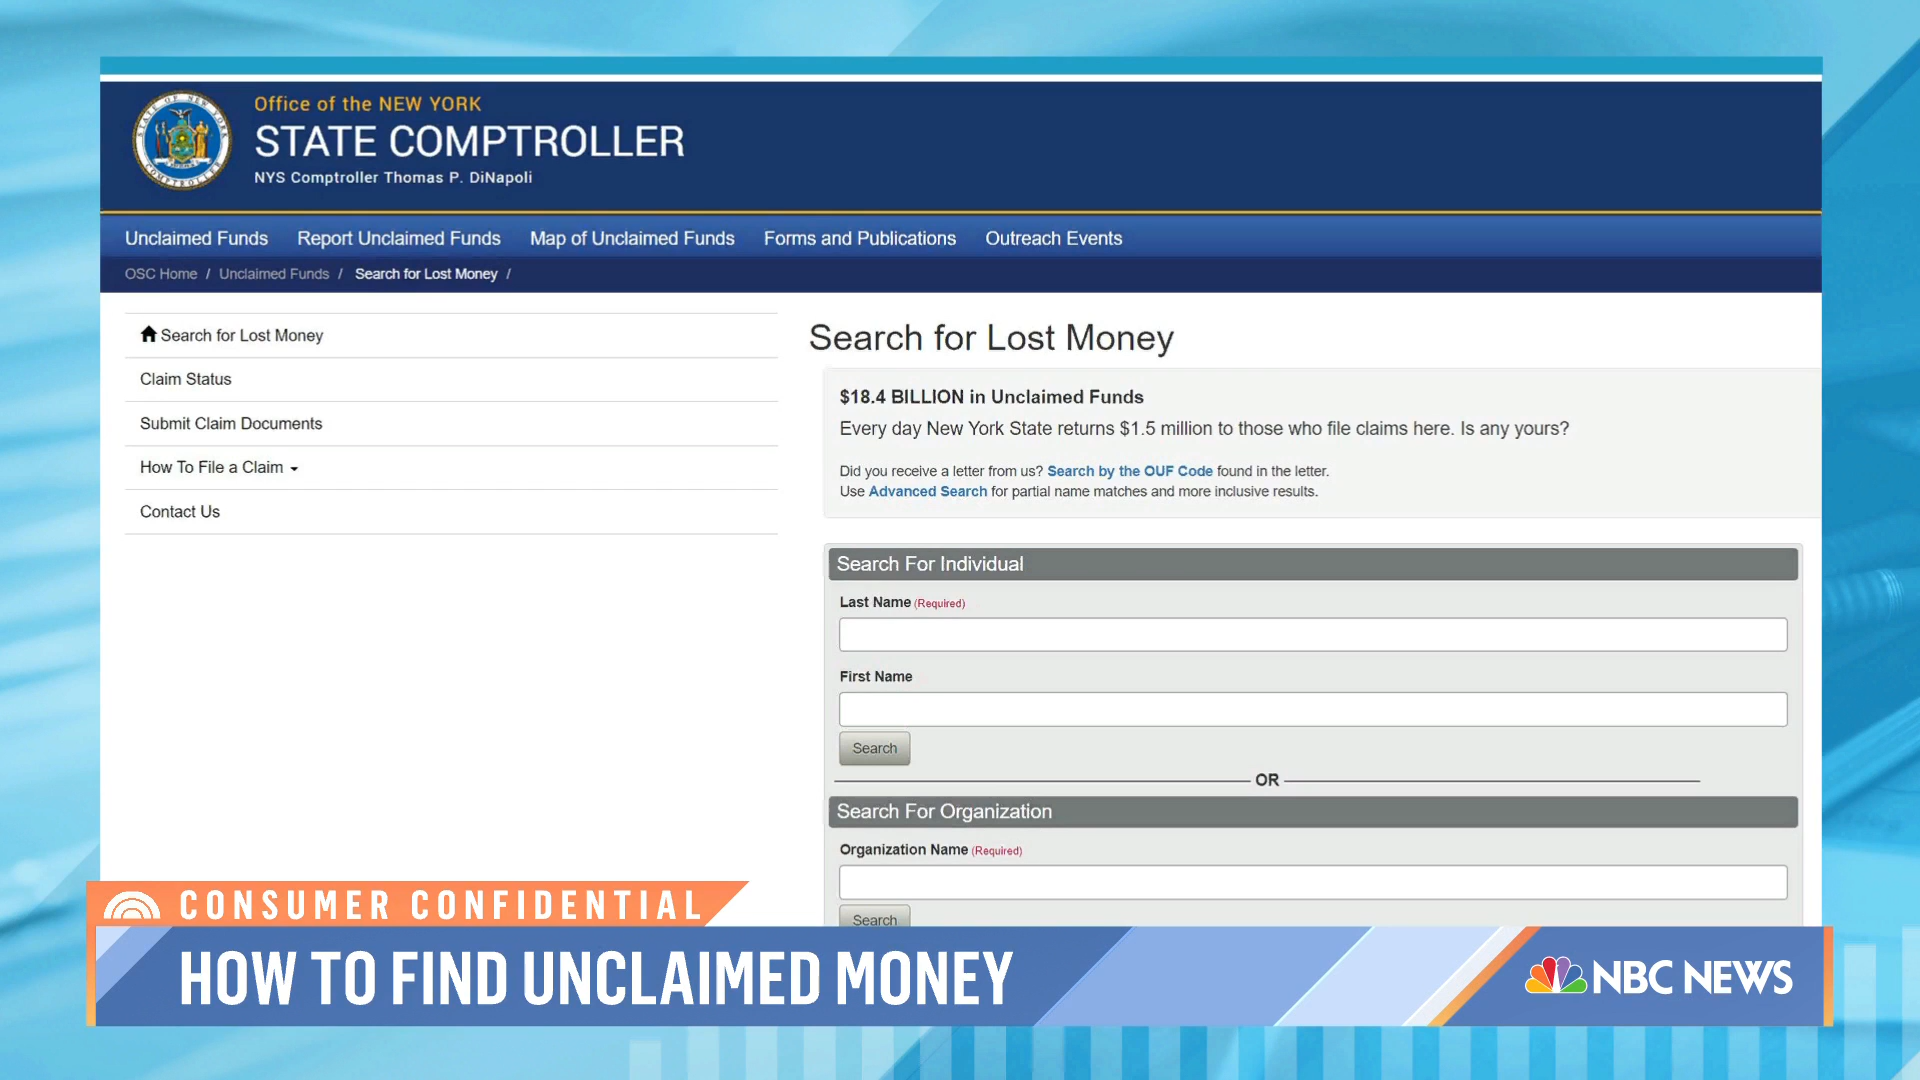 Office of the NEW YORK
STATE COMPTROLLER
NYS Comptroller Thomas P. DiNapoli
Unclaimed Funds Report Unclaimed Funds Map of Unclaimed Funds Forms and Publications Outreach Events
OSC Home / Unclaimed Funds / Search for Lost Money /
Search for Lost Money
Claim Status
Submit Claim Documents
How To File a Claim
Contact Us
Search for Lost Money
$18.4 BILLION in Unclaimed Funds
Every day New York State returns $1.5 million to those who file claims here. Is any yours?
Did you receive a letter from us? Search by the OUF Code found in the letter.
Use Advanced Search for partial name matches and more inclusive results.
Search For Individual
Last Name (Required)
First Name
Search
OR
Search For Organization
Organization Name (Required)
Search
CONSUMER CONFIDENTIAL
HOW TO FIND UNCLAIMED MONEY
NBC NEWS